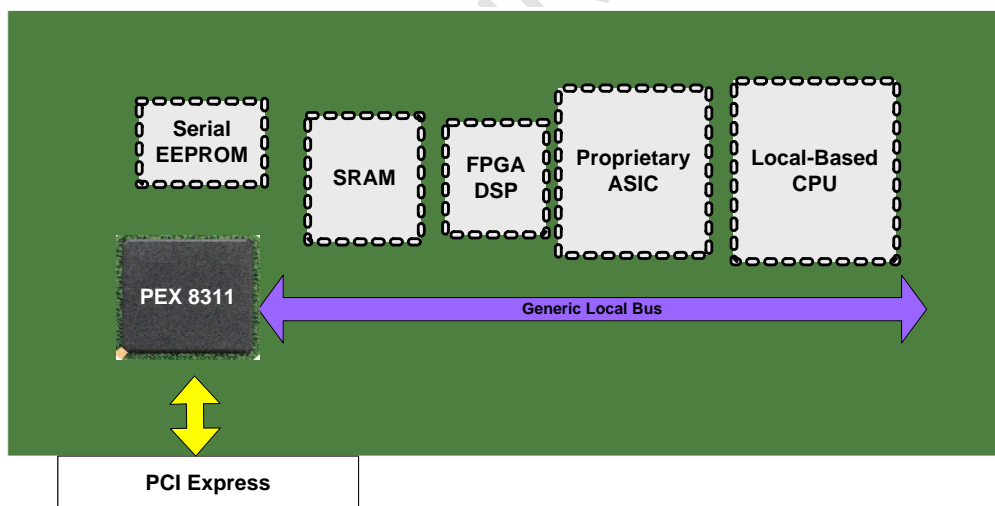 Serial
EEPROM
SRAM
FPGA
DSP
Proprietary
ASIC
Local-Based
CPU
PEX 8311
Generic Local Bus
PCI Express